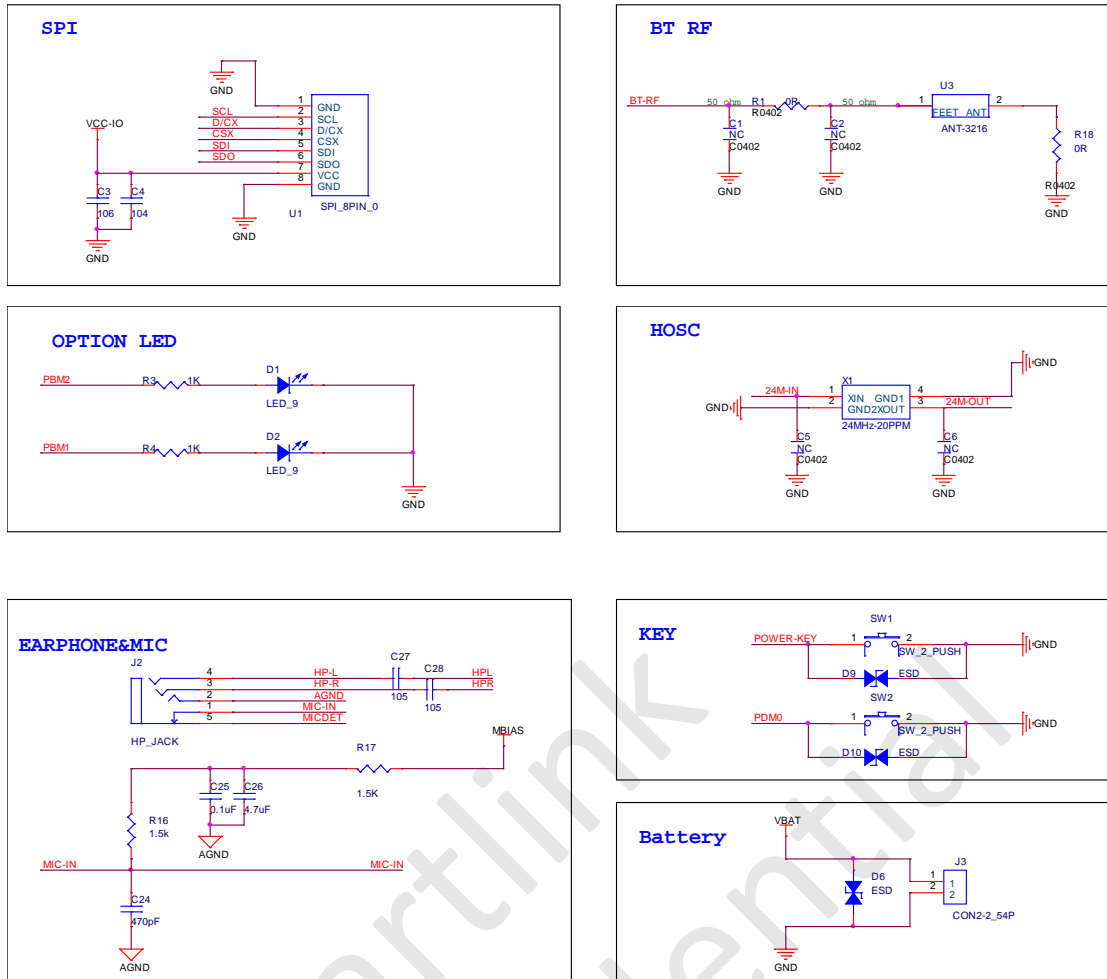 SPI
GND
1 GND
SCL 2 SCL
D/CX 3 D/CX
CSX 4 CSX
SDI 5 SDI
SDO 6 SDO
7 VCC
8 GND
VCC-IO
C3
106
C4
104
GND
GND
U1
SPI_8PIN_0
BT RF
BT-RF
50 ohm
R1 0R
R0402
50 ohm
C1
NC
C0402
C2
NC
C0402
GND
GND
U3
1 FEET ANT 2
ANT-3216
R18
0R
R0402
GND
OPTION LED
PBM2
R3 1K
D1
LED_9
PBM1
R4 1K
D2
LED_9
GND
HOSC
GND
X1
24M-IN 1 XIN GND1 4
GND 2 GND2 XOUT 3 24M-OUT
24MHz-20PPM
C5
NC
C0402
C6
NC
C0402
GND
GND
EARPHONE&MIC
J2
4 HP-L
3 HP-R
2 AGND
1 MIC-IN
5 MICDET
HP_JACK
C27
105
C28
105
HPL
HPR
MBIAS
R17
1.5K
C25
0.1uF
C26
4.7uF
R16
1.5k
AGND
MIC-IN
MIC-IN
C24
470pF
AGND
KEY
SW1
POWER-KEY 1 2
SW_2_PUSH
GND
D9 ESD
SW2
PDM0 1 2
SW_2_PUSH
GND
D10 ESD
Battery
VBAT
D6
ESD
J3
1 1
2 2
CON2-2_54P
GND
artlink
ential